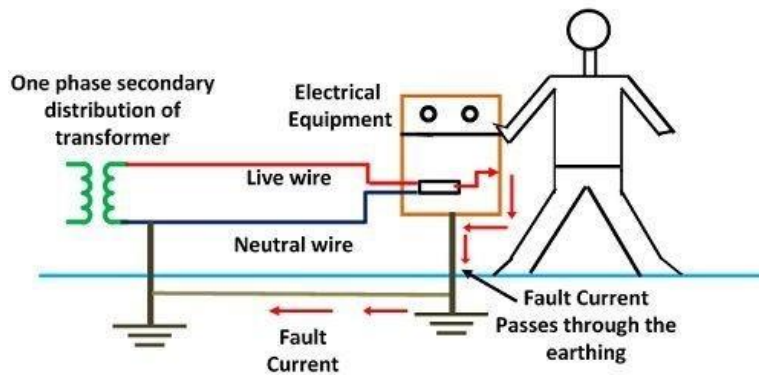 One phase secondary
distribution of
transformer
Electrical
Equipment
Live wire
Neutral wire
Fault
Current
Fault Current
Passes through the
earthing